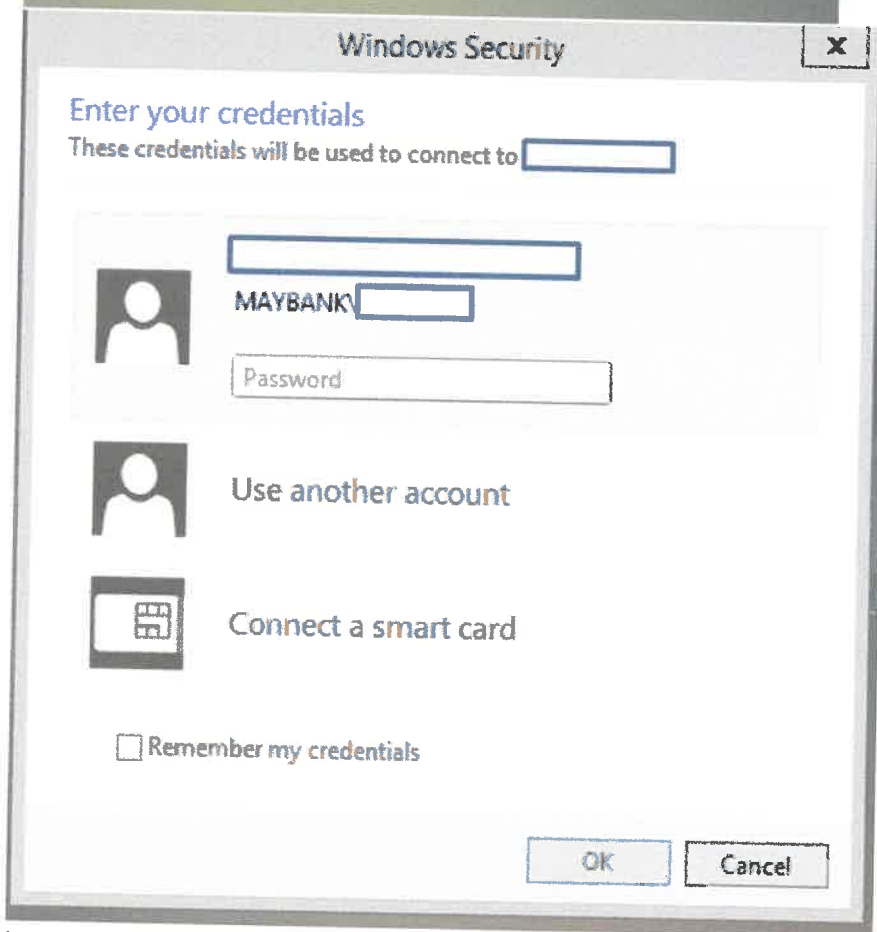 Windows Security
x
Enter your credentials
These credentials will be used to connect to
MAYBANK\
Password
Use another account
Connect a smart card
Remember my credentials
OK
Cancel